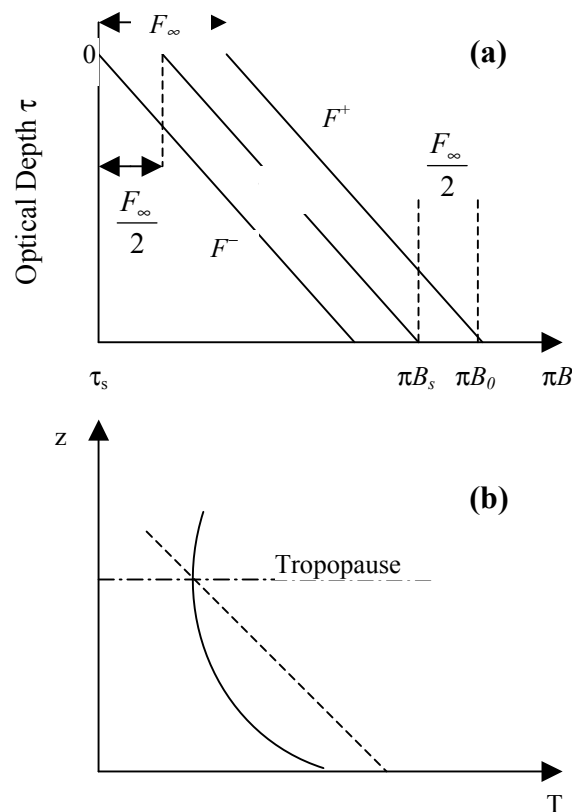 F∞
(a)
0
F⁺
F∞/2
F∞/2
F⁻
Optical Depth τ
τs πBs πB0 πB
z
(b)
Tropopause
T